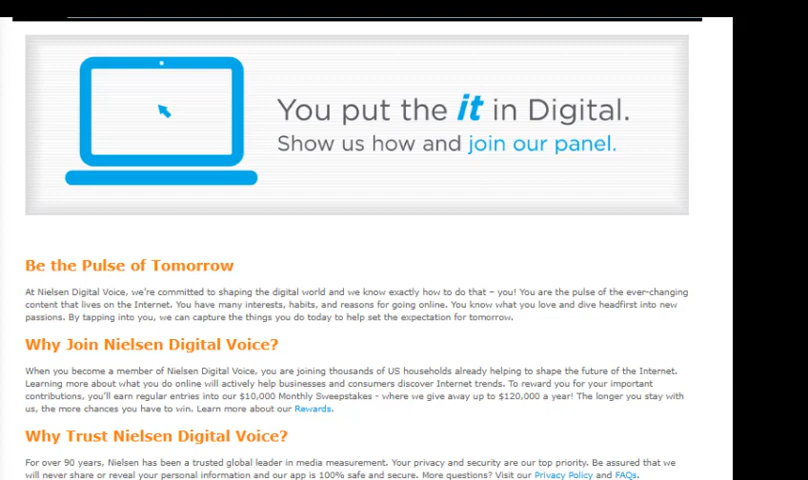 You put the it in Digital.
Show us how and join our panel.
Be the Pulse of Tomorrow
At Nielsen Digital Voice, we're committed to shaping the digital world and we know exactly how to do that – you! You are the pulse of the ever-changing
content that lives on the Internet. You have many interests, habits, and reasons for going online. You know what you love and dive headfirst into new
passions. By tapping into you, we can capture the things you do today to help set the expectation for tomorrow.
Why Join Nielsen Digital Voice?
When you become a member of Nielsen Digital Voice, you are joining thousands of US households already helping to shape the future of the Internet.
Learning more about what you do online will actively help businesses and consumers discover Internet trends. To reward you for your important
contributions, you'll earn regular entries into our $10,000 Monthly Sweepstakes - where we give away up to $120,000 a year! The longer you stay with
us, the more chances you have to win. Learn more about our Rewards.
Why Trust Nielsen Digital Voice?
For over 90 years, Nielsen has been a trusted global leader in media measurement. Your privacy and security are our top priority. Be assured that we
will never share or reveal your personal information and our app is 100% safe and secure. More questions? Visit our Privacy Policy and FAQs.